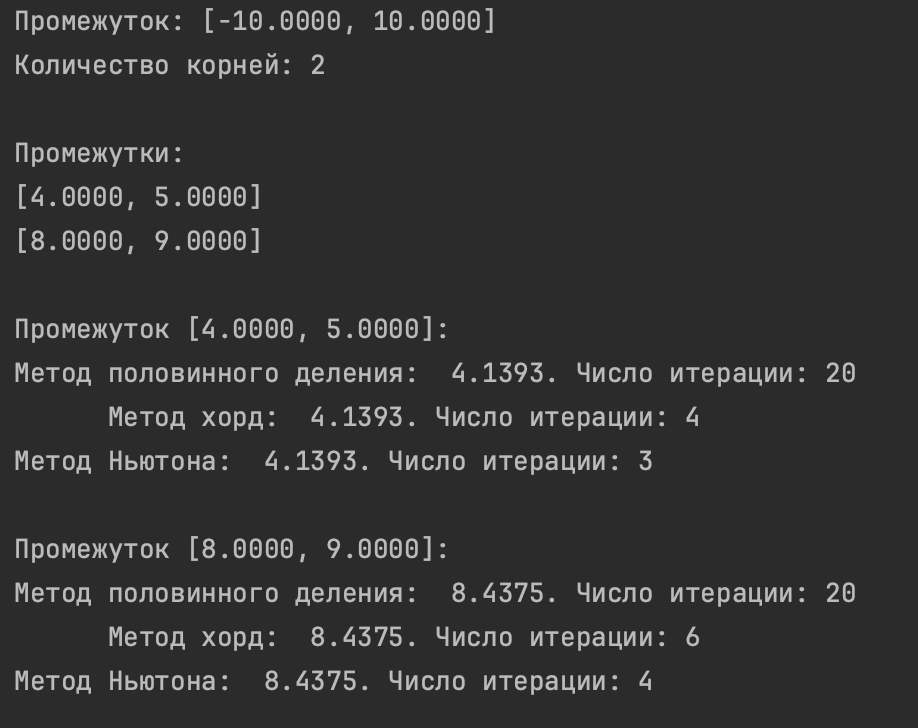 Промежуток: [-10.0000, 10.0000]
Количество корней: 2
Промежутки:
[4.0000, 5.0000]
[8.0000, 9.0000]
Промежуток [4.0000, 5.0000]:
Метод половинного деления:  4.1393. Число итерации: 20
Метод хорд:  4.1393. Число итерации: 4
Метод Ньютона:  4.1393. Число итерации: 3
Промежуток [8.0000, 9.0000]:
Метод половинного деления:  8.4375. Число итерации: 20
Метод хорд:  8.4375. Число итерации: 6
Метод Ньютона:  8.4375. Число итерации: 4